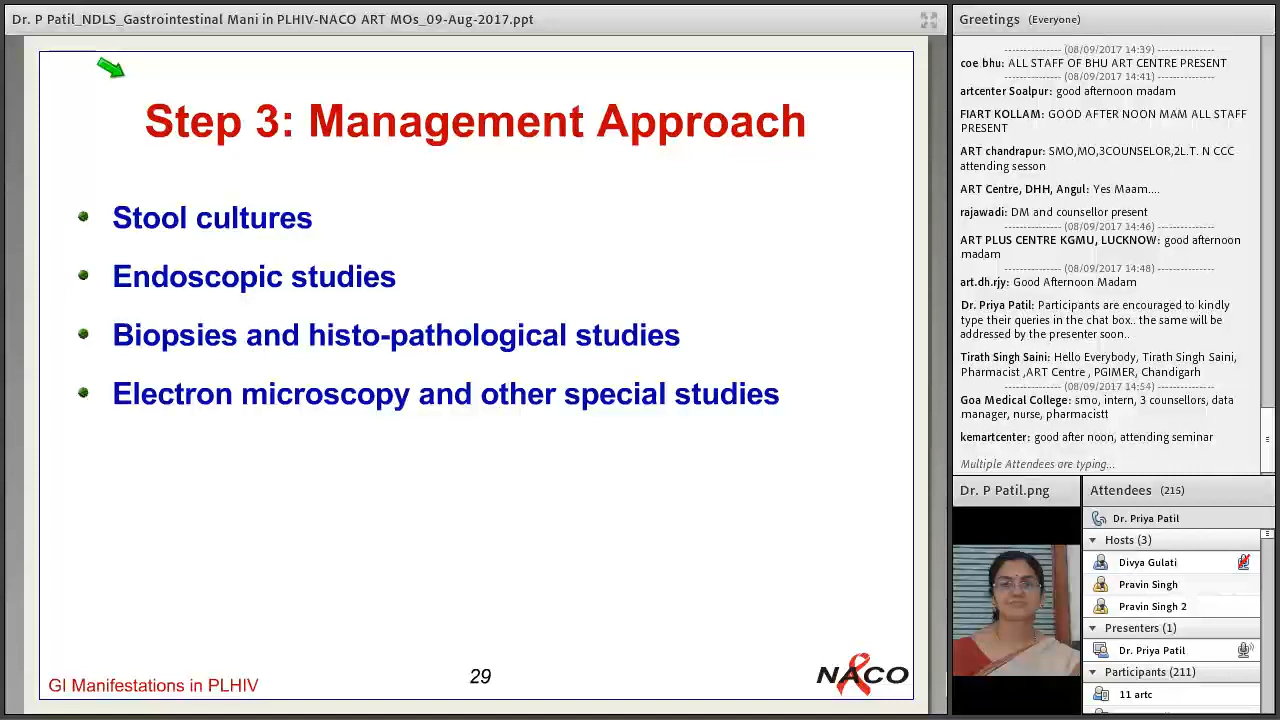 Dr. P Patil_NDLS_Gastrointestinal Mani in PLHIV-NACO ART MOs_09-Aug-2017.ppt
Step 3: Management Approach
Stool cultures
Endoscopic studies
Biopsies and histo-pathological studies
Electron microscopy and other special studies
GI Manifestations in PLHIV
29
NACO
Greetings (Everyone)
--------------- (08/09/2017 14:39) ---------------
coe bhu: ALL STAFF OF BHU ART CENTRE PRESENT
--------------- (08/09/2017 14:41) ---------------
artcenter Soalpur: good afternoon madam
FIART KOLLAM: GOOD AFTER NOON MAM ALL STAFF
PRESENT
ART chandrapur: SMO,MO,3COUNSELOR,2L.T. N CCC
attending sesson
ART Centre, DHH, Angul: Yes Maam....
rajawadi: DM and counsellor present
--------------- (08/09/2017 14:46) ---------------
ART PLUS CENTRE KGMU, LUCKNOW: good afternoon
madam
--------------- (08/09/2017 14:48) ---------------
art.dh.rjy: Good Afternoon Madam
Dr. Priya Patil: Participants are encouraged to kindly
type their queries in the chat box.. the same will be
addressed by the presenter soon..
Tirath Singh Saini: Hello Everybody, Tirath Singh Saini,
Pharmacist ,ART Centre , PGIMER, Chandigarh
--------------- (08/09/2017 14:54) ---------------
Goa Medical College: smo, intern, 3 counsellors, data
manager, nurse, pharmacistt
kemartcenter: good after noon, attending seminar
Multiple Attendees are typing...
Dr. P Patil.png
Attendees (215)
Dr. Priya Patil
Hosts (3)
Divya Gulati
Pravin Singh
Pravin Singh 2
Presenters (1)
Dr. Priya Patil
Participants (211)
11 artc